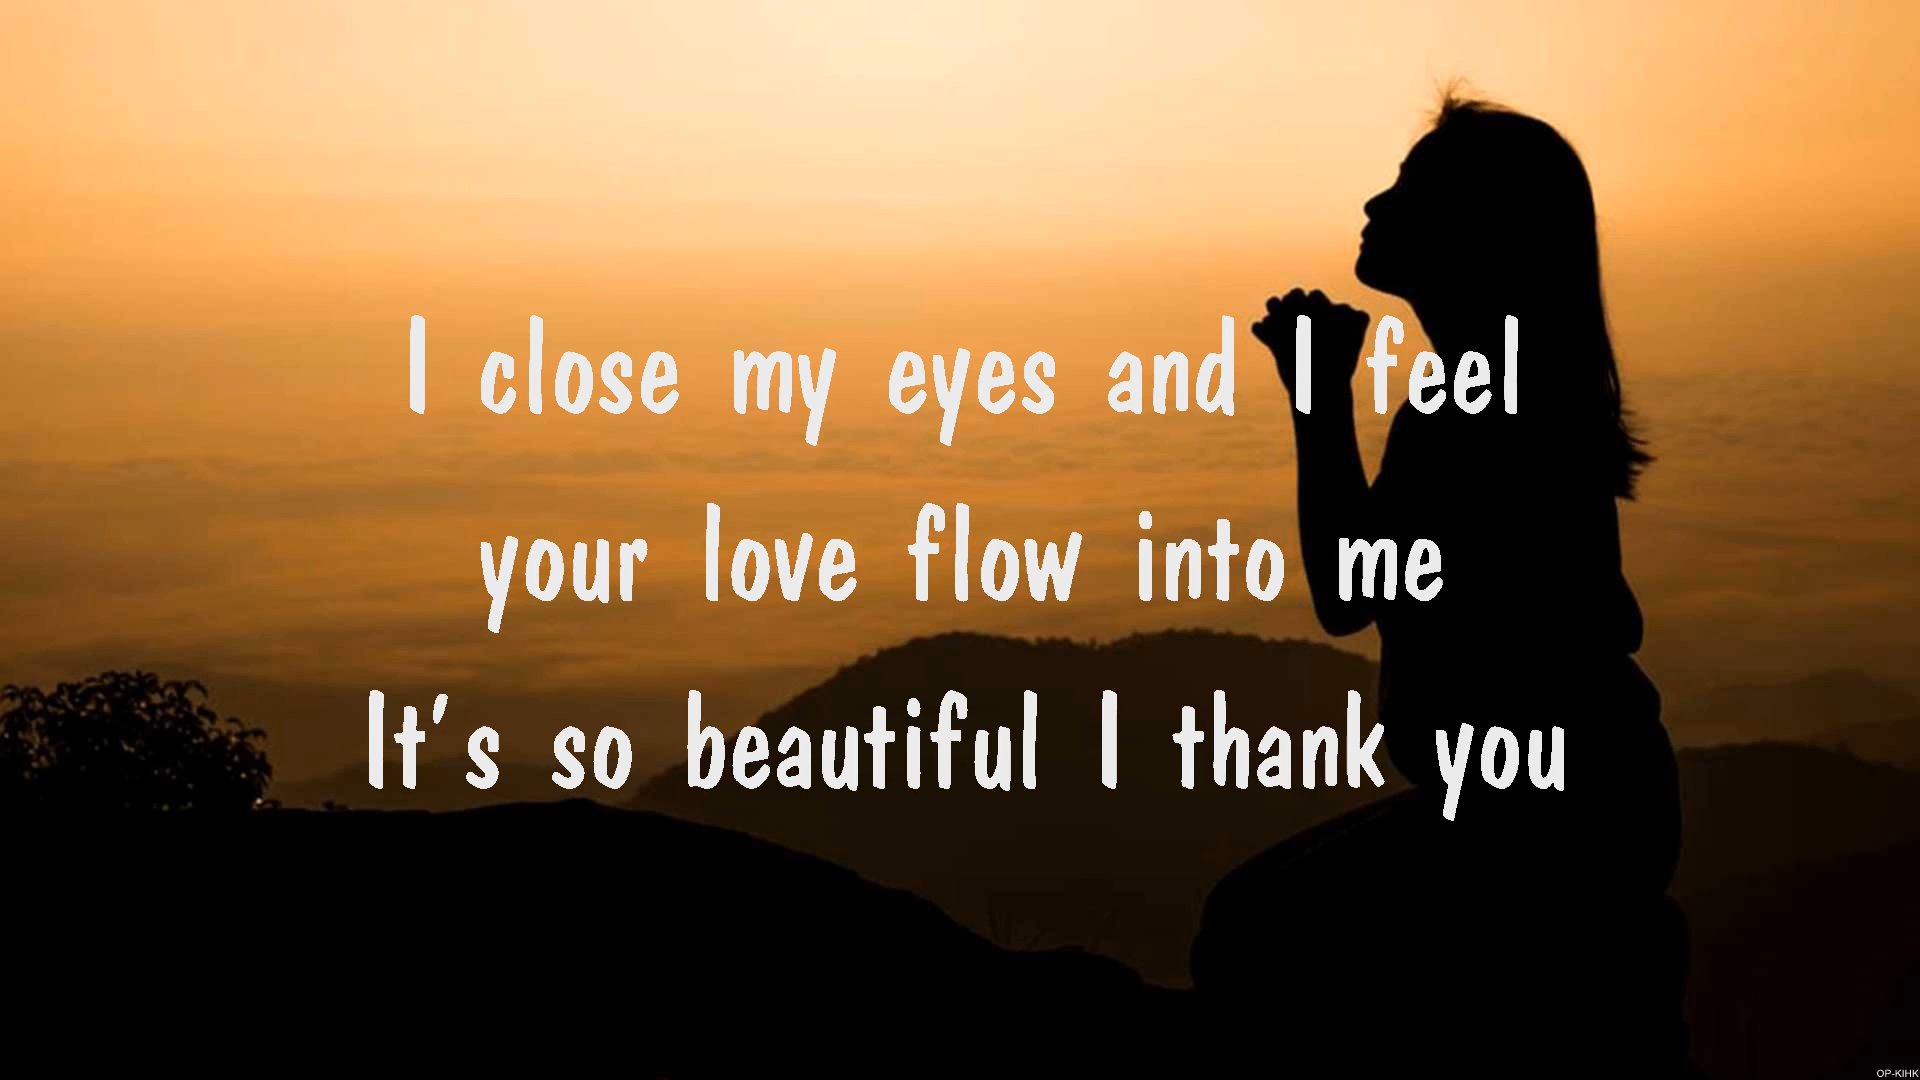 I close my eyes and I feel
your love flow into me
It's so beautiful I thank you
OP-KIHK